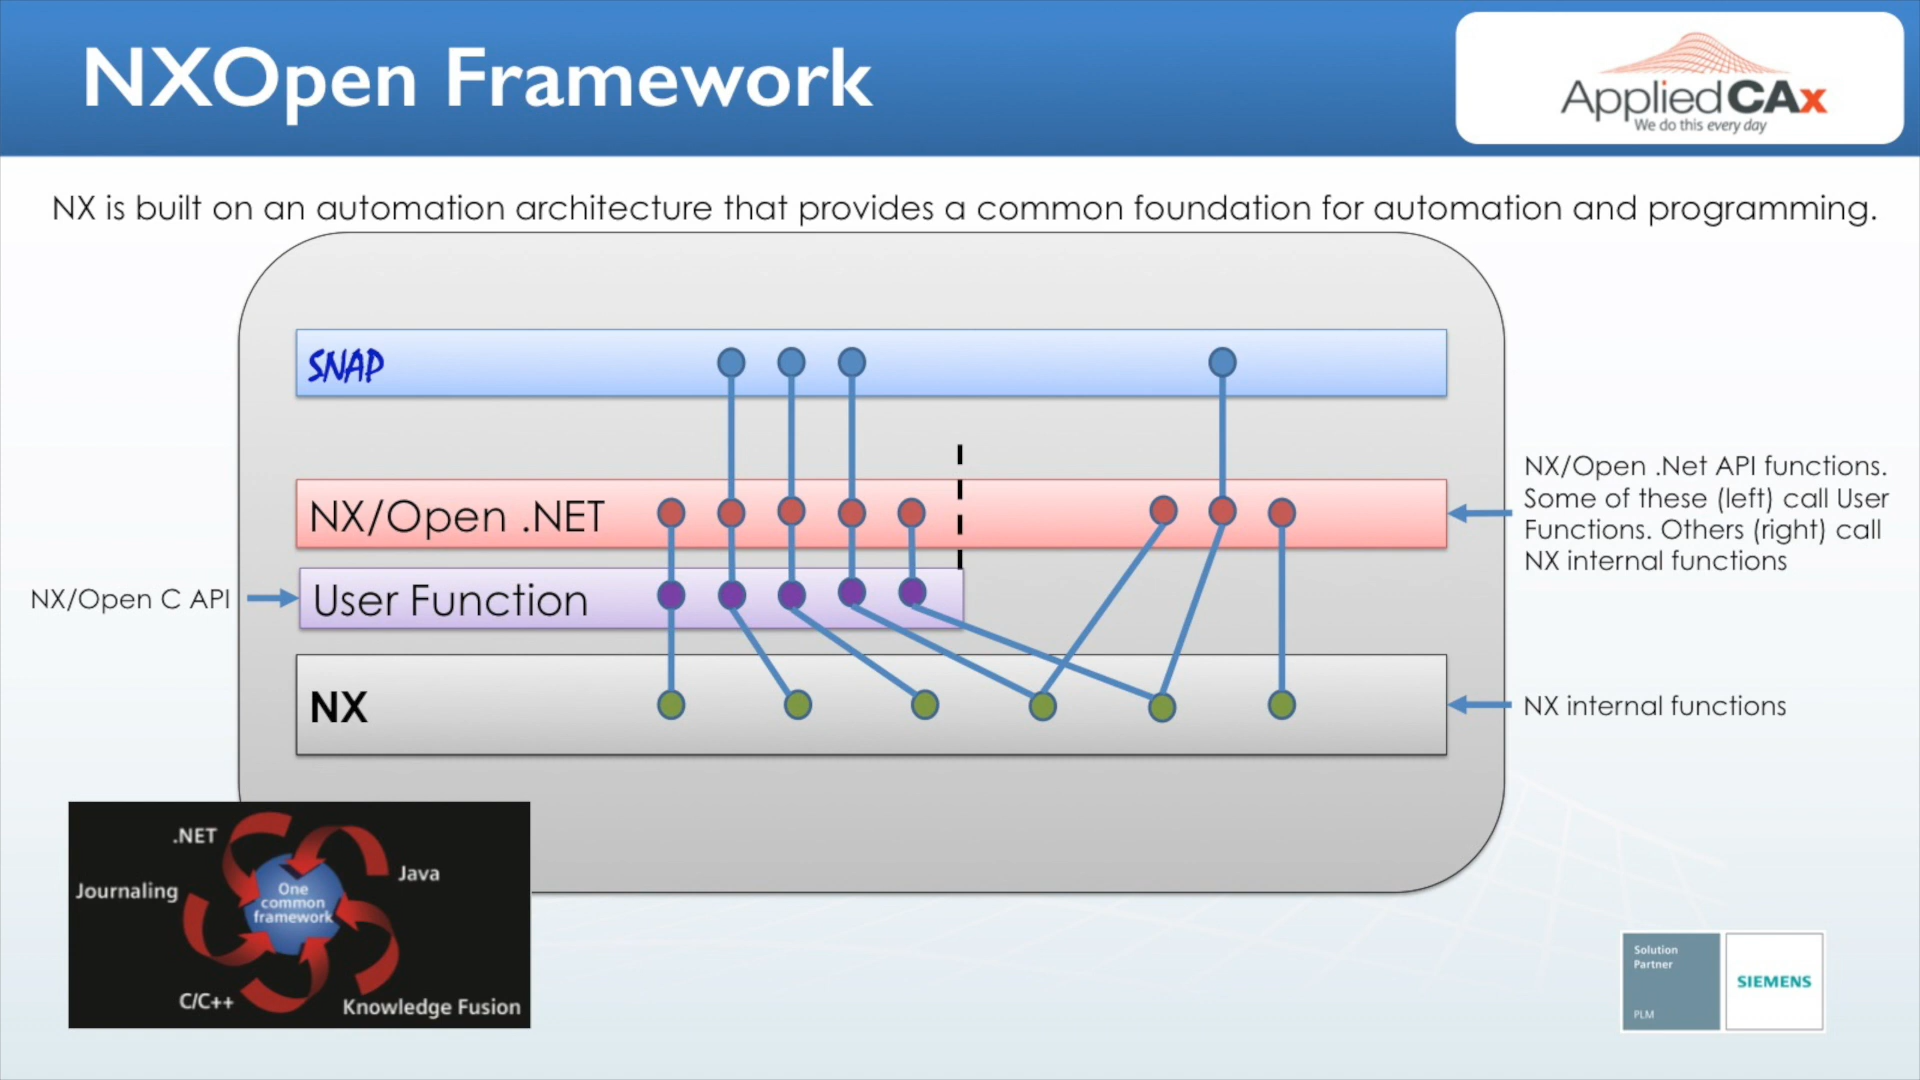 NXOpen Framework
AppliedCAx
We do this every day
NX is built on an automation architecture that provides a common foundation for automation and programming.
SNAP
NX/Open .NET
NX/Open .Net API functions.
Some of these (left) call User
Functions. Others (right) call
NX internal functions
NX/Open C API
User Function
NX
NX internal functions
.NET
Java
Journaling
One
common
framework
C/C++
Knowledge Fusion
Solution
Partner
PLM
SIEMENS